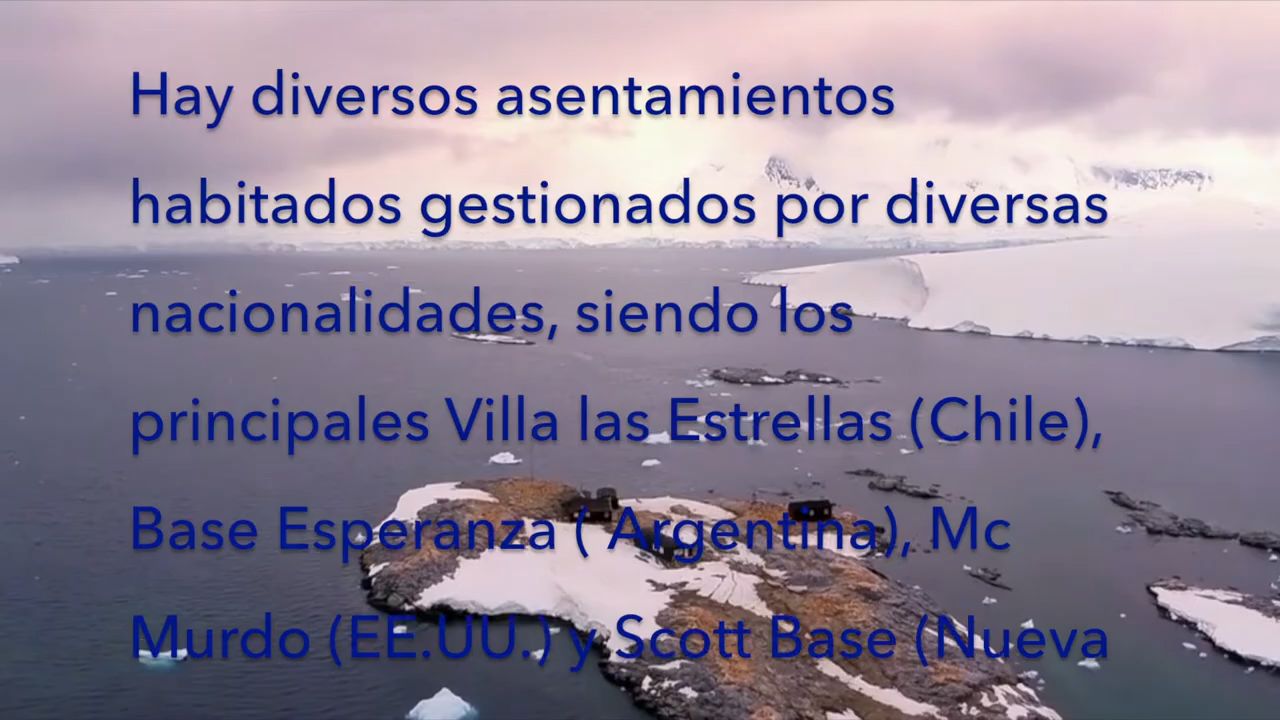 Hay diversos asentamientos
habitados gestionados por diversas
nacionalidades, siendo los
principales Villa las Estrellas (Chile),
Base Esperanza ( Argentina), Mc
Murdo (EE.UU.) y Scott Base (Nueva